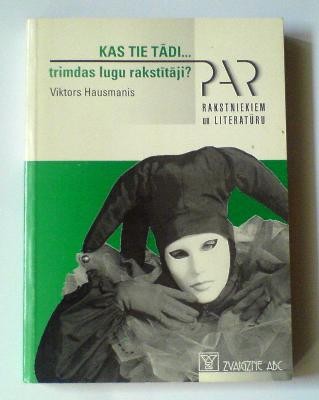 KAS TIE TĀDI...
trimdas lugu rakstītāji?
Viktors Hausmanis
PAR
RAKSTNIEKIEM
UN LITERATŪRU
ZVAIGZNE ABC